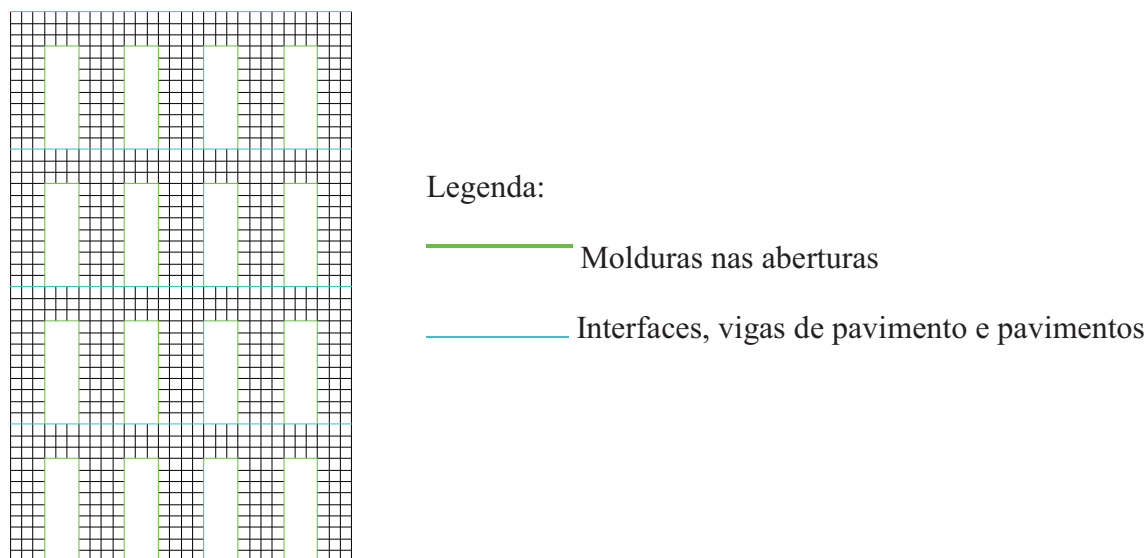 Legenda:
Molduras nas aberturas
Interfaces, vigas de pavimento e pavimentos